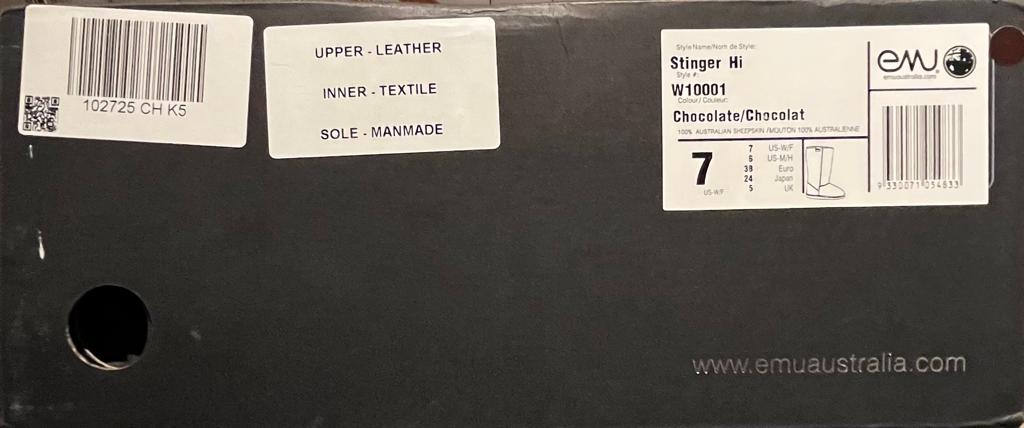 102725 CH K5
UPPER - LEATHER
INNER - TEXTILE
SOLE - MANMADE
Style Name/Nom de Style:
Stinger Hi
Style #:
W10001
Colour/Couleur:
Chocolate/Chocolat
100% AUSTRALIAN SHEEPSKIN / MOUTON 100% AUSTRALIENNE
7
US-W/F
7 US-W/F
6 US-M/H
38 Euro
24 Japan
5 UK
emu
emuaustralia.com
9 330071 054833
www.emuaustralia.com